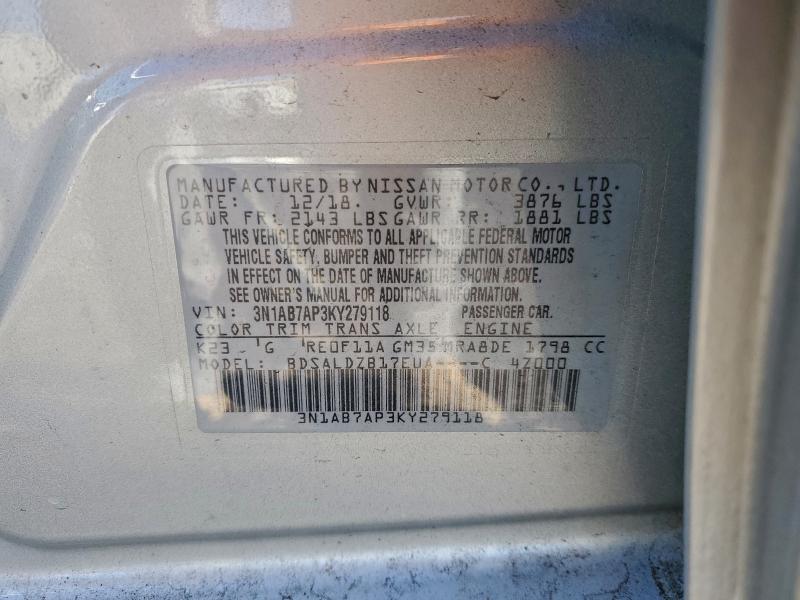 MANUFACTURED BY NISSAN MOTOR CO., LTD.
DATE: 12/18. GVWR: 3876 LBS
GAWR FR: 2143 LBS GAWR RR: 1881 LBS
THIS VEHICLE CONFORMS TO ALL APPLICABLE FEDERAL MOTOR
VEHICLE SAFETY, BUMPER AND THEFT PREVENTION STANDARDS
IN EFFECT ON THE DATE OF MANUFACTURE SHOWN ABOVE.
SEE OWNER'S MANUAL FOR ADDITIONAL INFORMATION.
VIN: 3N1AB7AP3KY279118 PASSENGER CAR.
COLOR TRIM TRANS AXLE ENGINE
K23 G RE0F11A GM35 MRA8DE 1798 CC
MODEL: 47000
3N1AB7AP3KY279118